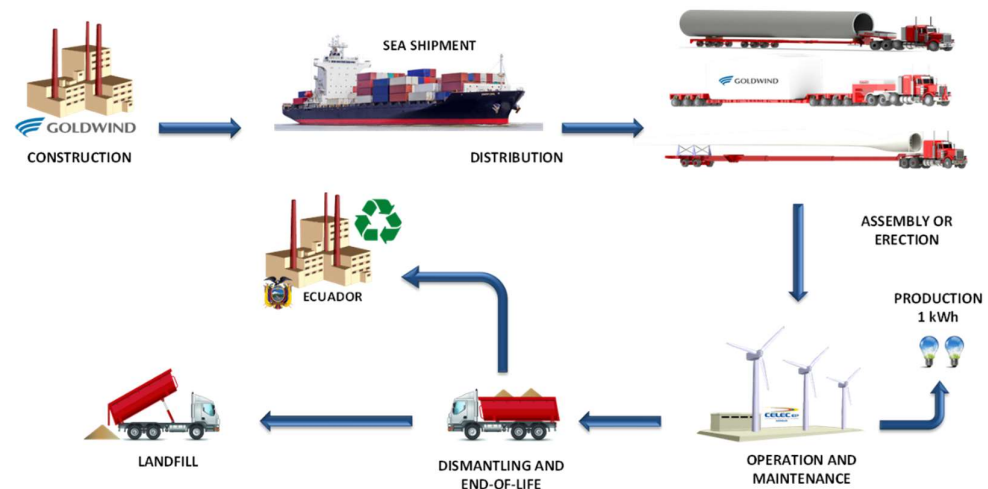 SEA SHIPMENT
GOLDWIND
GOLDWIND
CONSTRUCTION
DISTRIBUTION
ASSEMBLY OR
ERECTION
ECUADOR
PRODUCTION
1 kWh
CELEC EP
LANDFILL
DISMANTLING AND
END-OF-LIFE
OPERATION AND
MAINTENANCE